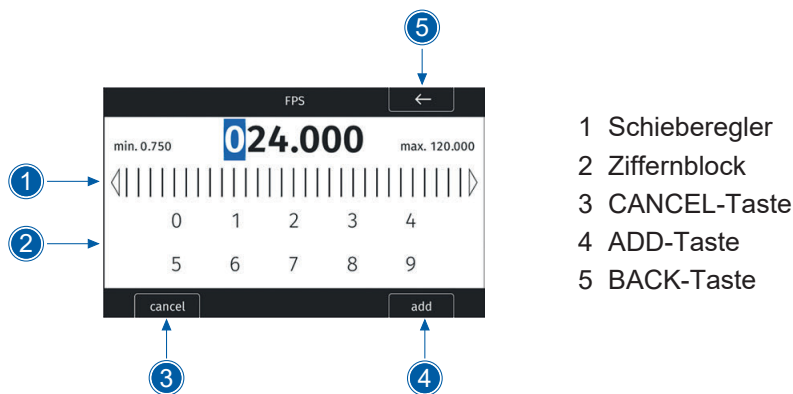 5
FPS
←
min. 0.750
024.000
max. 120.000
1
0 1 2 3 4
2
5 6 7 8 9
cancel
add
3
4
1 Schieberegler
2 Ziffernblock
3 CANCEL-Taste
4 ADD-Taste
5 BACK-Taste